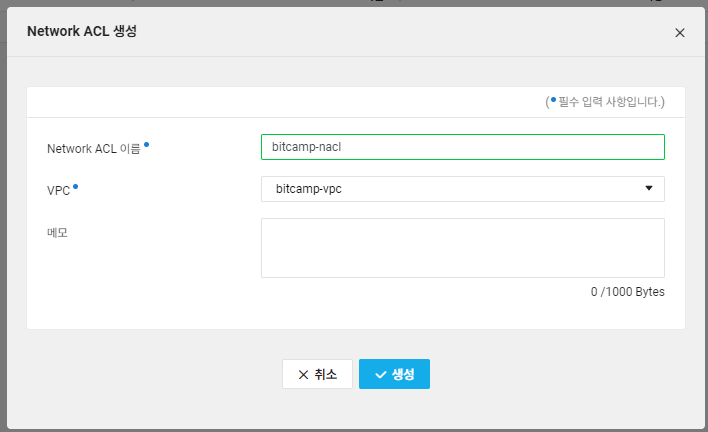 Network ACL 생성
(• 필수 입력 사항입니다.)
Network ACL 이름 •
bitcamp-nacl
VPC •
bitcamp-vpc
메모
0 /1000 Bytes
취소
생성